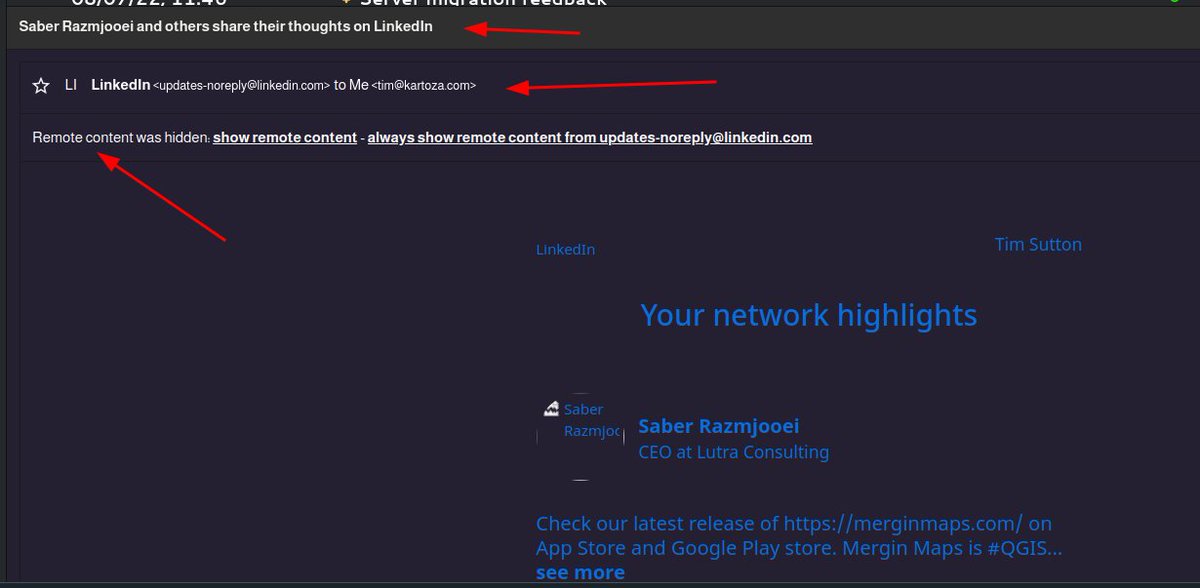 08/07/22, 11:46 Server migration feedback
Saber Razmjooei and others share their thoughts on LinkedIn
LI LinkedIn <updates-noreply@linkedin.com> to Me <tim@kartoza.com>
Remote content was hidden: show remote content - always show remote content from updates-noreply@linkedin.com
LinkedIn Tim Sutton
Your network highlights
Saber
Razmjoo
Saber Razmjooei
CEO at Lutra Consulting
Check our latest release of https://merginmaps.com/ on
App Store and Google Play store. Mergin Maps is #QGIS...
see more